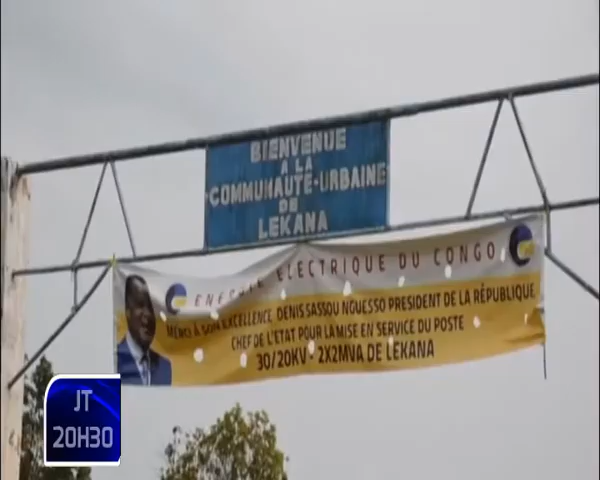 BIENVENUE
A LA
COMMUNAUTÉ-URBAINE
DE
LEKANA
ENERGIE ELECTRIQUE DU CONGO
MERCI À SON EXCELLENCE DENIS SASSOU NGUESSO PRESIDENT DE LA RÉPUBLIQUE
CHEF DE L'ETAT POUR LA MISE EN SERVICE DU POSTE
30/20KV - 2X2MVA DE LEKANA
JT
20H30